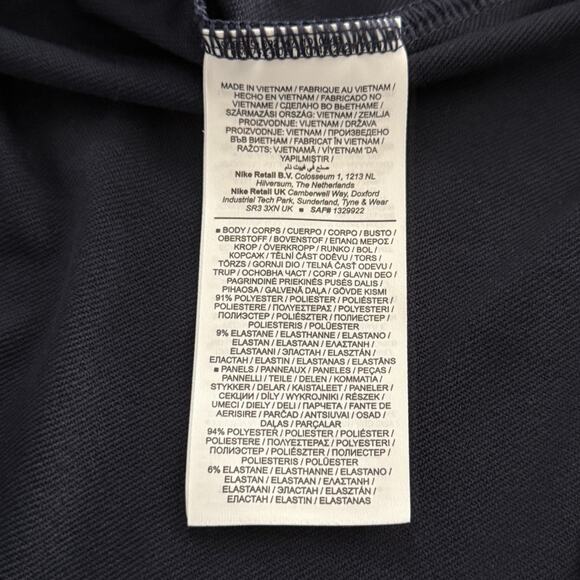 MADE IN VIETNAM / FABRIQUE AU VIETNAM /
HECHO EN VIETNAM / FABRICADO NO
VIETNAME / СДЕЛАНО ВО ВЬЕТНАМЕ /
SZÁRMAZÁSI ORSZÁG: VIETNAM / ZEMLJA
PROIZVODNJE: VIJETNAM / DRŽAVA
PROIZVODNJE: VIETNAM / ПРОИЗВЕДЕНО
ВЪВ ВИЕТНАМ / FABRICAT ÎN VIETNAM /
RAŽOTS: VJETNAMĀ / VİYETNAM 'DA
YAPILMIŞTIR /
صنع في فيت نام
Nike Retail B.V. Colosseum 1, 1213 NL
Hilversum, The Netherlands
Nike Retail UK Camberwell Way, Doxford
Industrial Tech Park, Sunderland, Tyne & Wear
SR3 3XN UK ■ SAP# 1329922
■ BODY / CORPS / CUERPO / CORPO / BUSTO /
OBERSTOFF / BOVENSTOF / ΕΠΑΝΩ ΜΕΡΟΣ /
KROP / ÖVERKROPP / RUNKO / BOL /
КОРСАЖ / TĚLNÍ ČÁST ODĚVU / TORS /
TÖRZS / GORNJI DIO / TELNÁ ČASŤ ODEVU /
TRUP / ОСНОВНА ЧАСТ / CORP / GLAVNI DEO /
PAGRINDINĖ PRIEKINĖS PUSĖS DALIS /
PIHAOSA / GALVENĀ DAĻA / GÖVDE KISMI
91% POLYESTER / POLIESTER / POLIÉSTER /
POLIESTERE / ΠΟΛΥΕΣΤΕΡΑΣ / POLYESTERI /
ПОЛИЭСТЕР / POLIÉSZTER / ПОЛИЕСТЕР /
POLIESTERIS / POLÜESTER
9% ELASTANE / ELASTHANNE / ELASTANO /
ELASTAN / ELASTAAN / ΕΛΑΣΤΑΝΗ /
ELASTAANI / ЭЛАСТАН / ELASZTÁN /
ЕЛАСТАН / ELASTIN / ELASTANAS / ELASTĀNS
■ PANELS / PANNEAUX / PANELES / PEÇAS /
PANNELLI / TEILE / DELEN / ΚΟΜΜΑΤΙΑ /
STYKKER / DELAR / KAISTALEET / PANELER /
СЕКЦИИ / DÍLY / WYKROJNIKI / RÉSZEK /
UMECI / DIELY / DELI / ПАРЧЕТА / FANTE DE
AERISIRE / PARČAD / ANTSIUVAI / OSAD /
DAĻAS / PARÇALAR
94% POLYESTER / POLIESTER / POLIÉSTER /
POLIESTERE / ΠΟΛΥΕΣΤΕΡΑΣ / POLYESTERI /
ПОЛИЭСТЕР / POLIÉSZTER / ПОЛИЕСТЕР /
POLIESTERIS / POLÜESTER
6% ELASTANE / ELASTHANNE / ELASTANO /
ELASTAN / ELASTAAN / ΕΛΑΣΤΑΝΗ /
ELASTAANI / ЭЛАСТАН / ELASZTÁN /
ЕЛАСТАН / ELASTIN / ELASTANAS